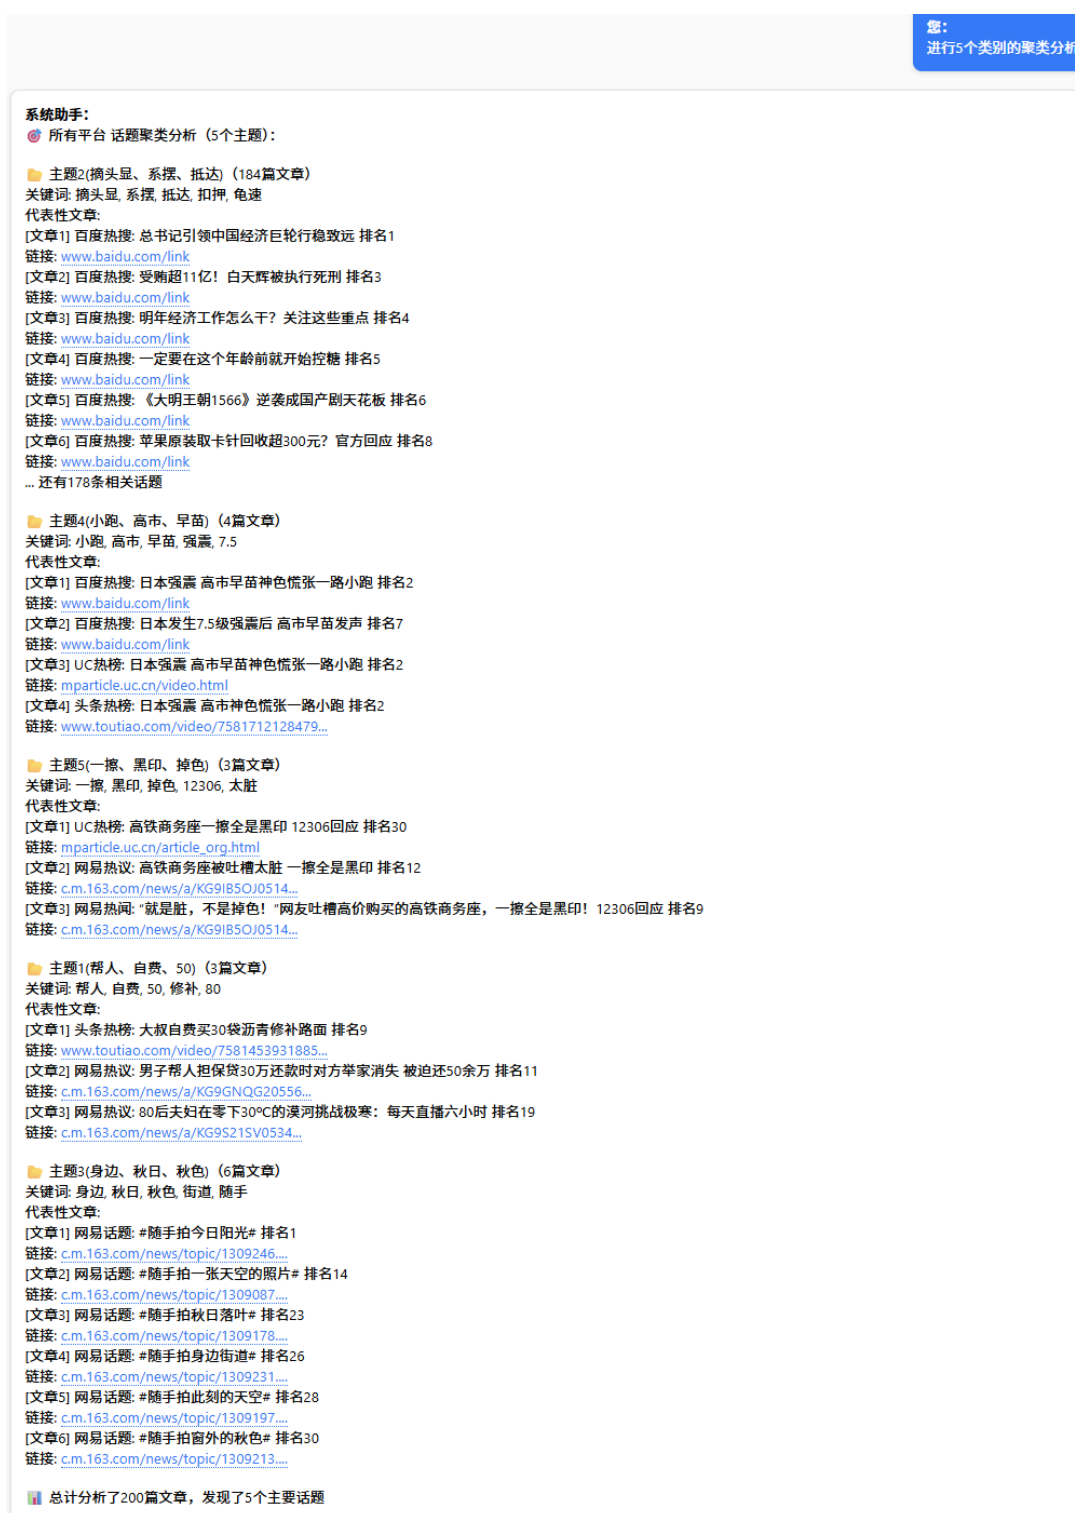 您：
进行5个类别的聚类分析
系统助手：
🎯 所有平台 话题聚类分析（5个主题）：
📁 主题2(摘头显、系摆、抵达)（184篇文章）
关键词: 摘头显, 系摆, 抵达, 扣押, 龟速
代表性文章:
[文章1] 百度热搜: 总书记引领中国经济巨轮行稳致远 排名1
链接: www.baidu.com/link
[文章2] 百度热搜: 受贿超11亿！白天辉被执行死刑 排名3
链接: www.baidu.com/link
[文章3] 百度热搜: 明年经济工作怎么干？关注这些重点 排名4
链接: www.baidu.com/link
[文章4] 百度热搜: 一定要在这个年龄前就开始控糖 排名5
链接: www.baidu.com/link
[文章5] 百度热搜: 《大明王朝1566》逆袭成国产剧天花板 排名6
链接: www.baidu.com/link
[文章6] 百度热搜: 苹果原装取卡针回收超300元？官方回应 排名8
链接: www.baidu.com/link
... 还有178条相关话题
📁 主题4(小跑、高市、早苗)（4篇文章）
关键词: 小跑, 高市, 早苗, 强震, 7.5
代表性文章:
[文章1] 百度热搜: 日本强震 高市早苗神色慌张一路小跑 排名2
链接: www.baidu.com/link
[文章2] 百度热搜: 日本发生7.5级强震后 高市早苗发声 排名7
链接: www.baidu.com/link
[文章3] UC热榜: 日本强震 高市早苗神色慌张一路小跑 排名2
链接: mparticle.uc.cn/video.html
[文章4] 头条热榜: 日本强震 高市神色慌张一路小跑 排名2
链接: www.toutiao.com/video/7581712128479...
📁 主题5(一擦、黑印、掉色)（3篇文章）
关键词: 一擦, 黑印, 掉色, 12306, 太脏
代表性文章:
[文章1] UC热榜: 高铁商务座一擦全是黑印 12306回应 排名30
链接: mparticle.uc.cn/article_org.html
[文章2] 网易热议: 高铁商务座被吐槽太脏 一擦全是黑印 排名12
链接: c.m.163.com/news/a/KG9IB5OJ0514...
[文章3] 网易热闻: “就是脏，不是掉色！”网友吐槽高价购买的高铁商务座，一擦全是黑印！12306回应 排名9
链接: c.m.163.com/news/a/KG9IB5OJ0514...
📁 主题1(帮人、自费、50)（3篇文章）
关键词: 帮人, 自费, 50, 修补, 80
代表性文章:
[文章1] 头条热榜: 大叔自费买30袋沥青修补路面 排名9
链接: www.toutiao.com/video/7581453931885...
[文章2] 网易热议: 男子帮人担保贷30万还款时对方举家消失 被迫还50余万 排名11
链接: c.m.163.com/news/a/KG9GNQG20556...
[文章3] 网易热议: 80后夫妇在零下30℃的漠河挑战极寒：每天直播六小时 排名19
链接: c.m.163.com/news/a/KG9S21SV0534...
📁 主题3(身边、秋日、秋色)（6篇文章）
关键词: 身边, 秋日, 秋色, 街道, 随手
代表性文章:
[文章1] 网易话题: #随手拍今日阳光# 排名1
链接: c.m.163.com/news/topic/1309246....
[文章2] 网易话题: #随手拍一张天空的照片# 排名14
链接: c.m.163.com/news/topic/1309087....
[文章3] 网易话题: #随手拍秋日落叶# 排名23
链接: c.m.163.com/news/topic/1309178....
[文章4] 网易话题: #随手拍身边街道# 排名26
链接: c.m.163.com/news/topic/1309231....
[文章5] 网易话题: #随手拍此刻的天空# 排名28
链接: c.m.163.com/news/topic/1309197....
[文章6] 网易话题: #随手拍窗外的秋色# 排名30
链接: c.m.163.com/news/topic/1309213....
📊 总计分析了200篇文章，发现了5个主要话题